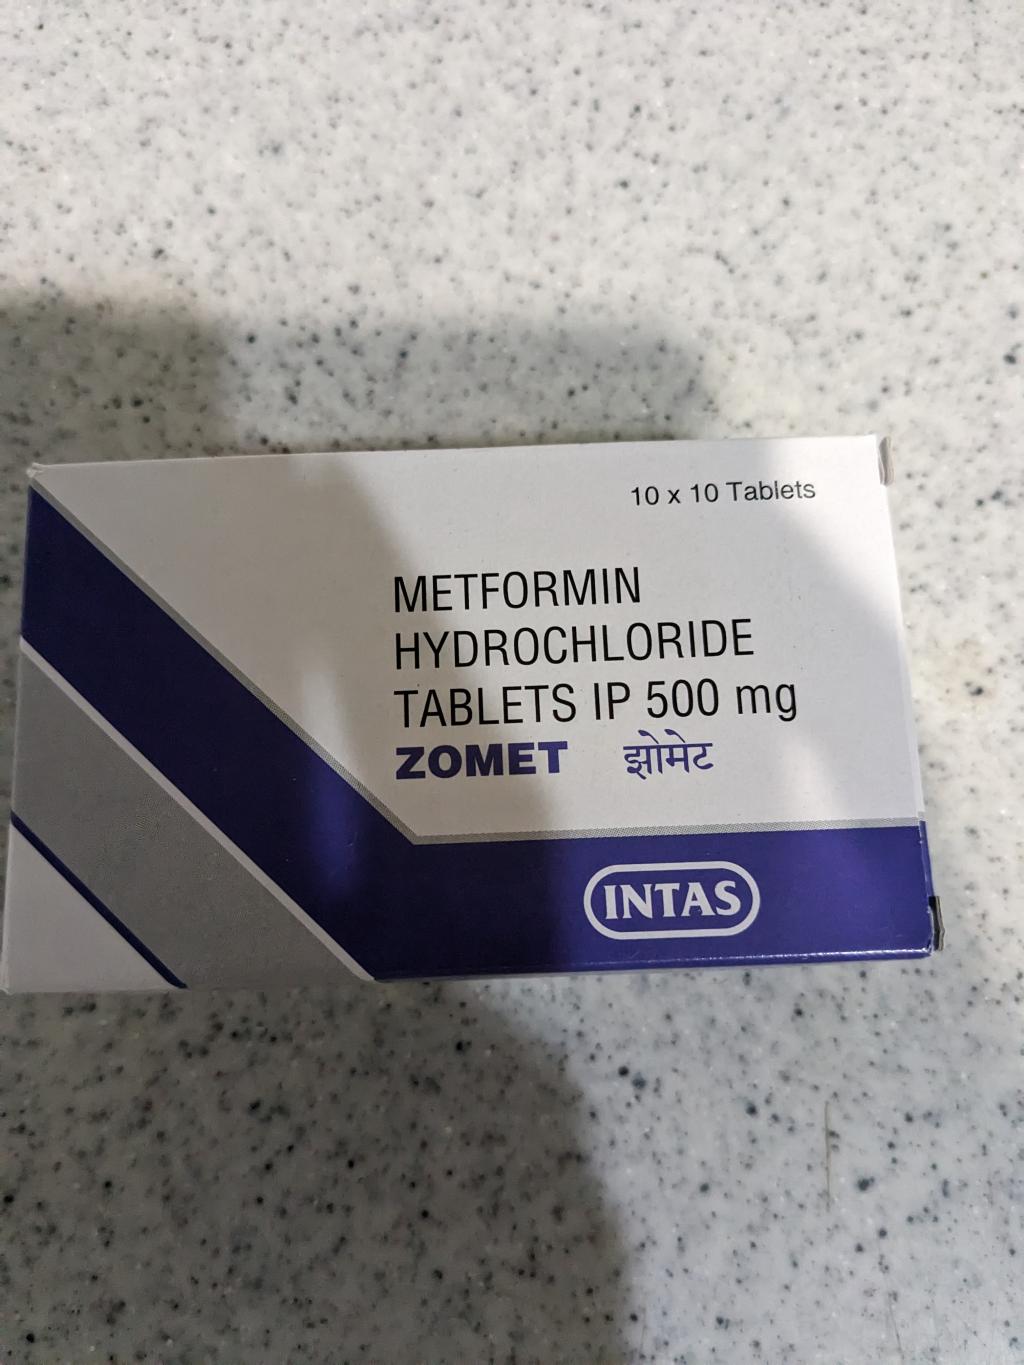 10 x 10 Tablets
METFORMIN
HYDROCHLORIDE
TABLETS IP 500 mg
ZOMET झोमेट
INTAS